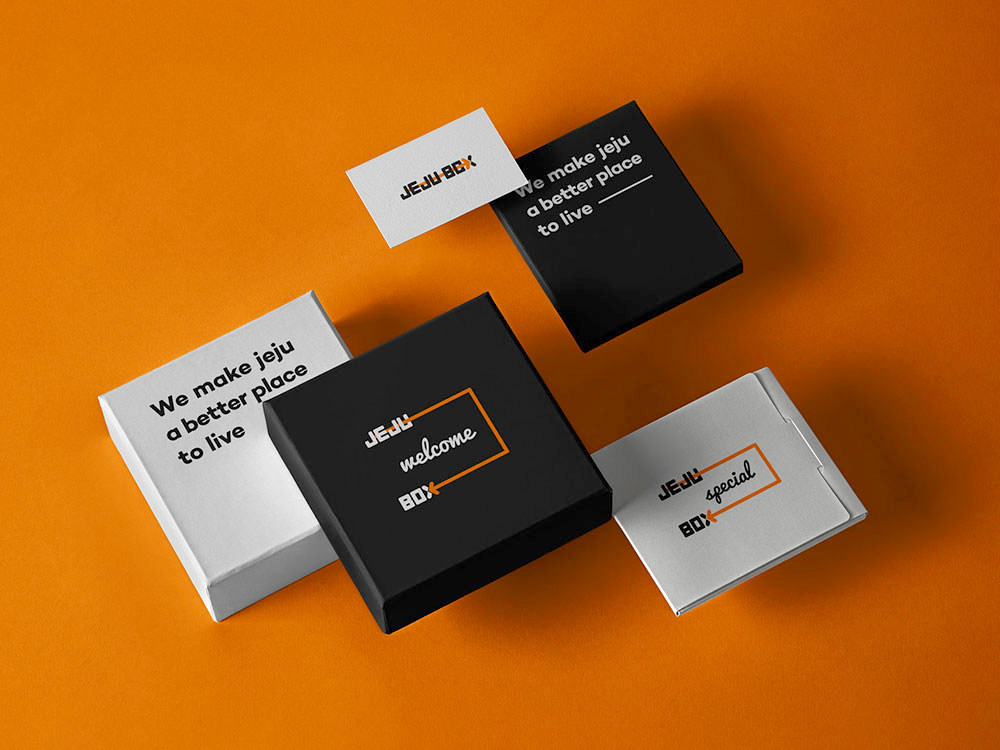 JEJU-BOX
We make jeju
a better place
to live
We make jeju
a better place
to live
JEJU
welcome
BOX
JEJU
special
BOX